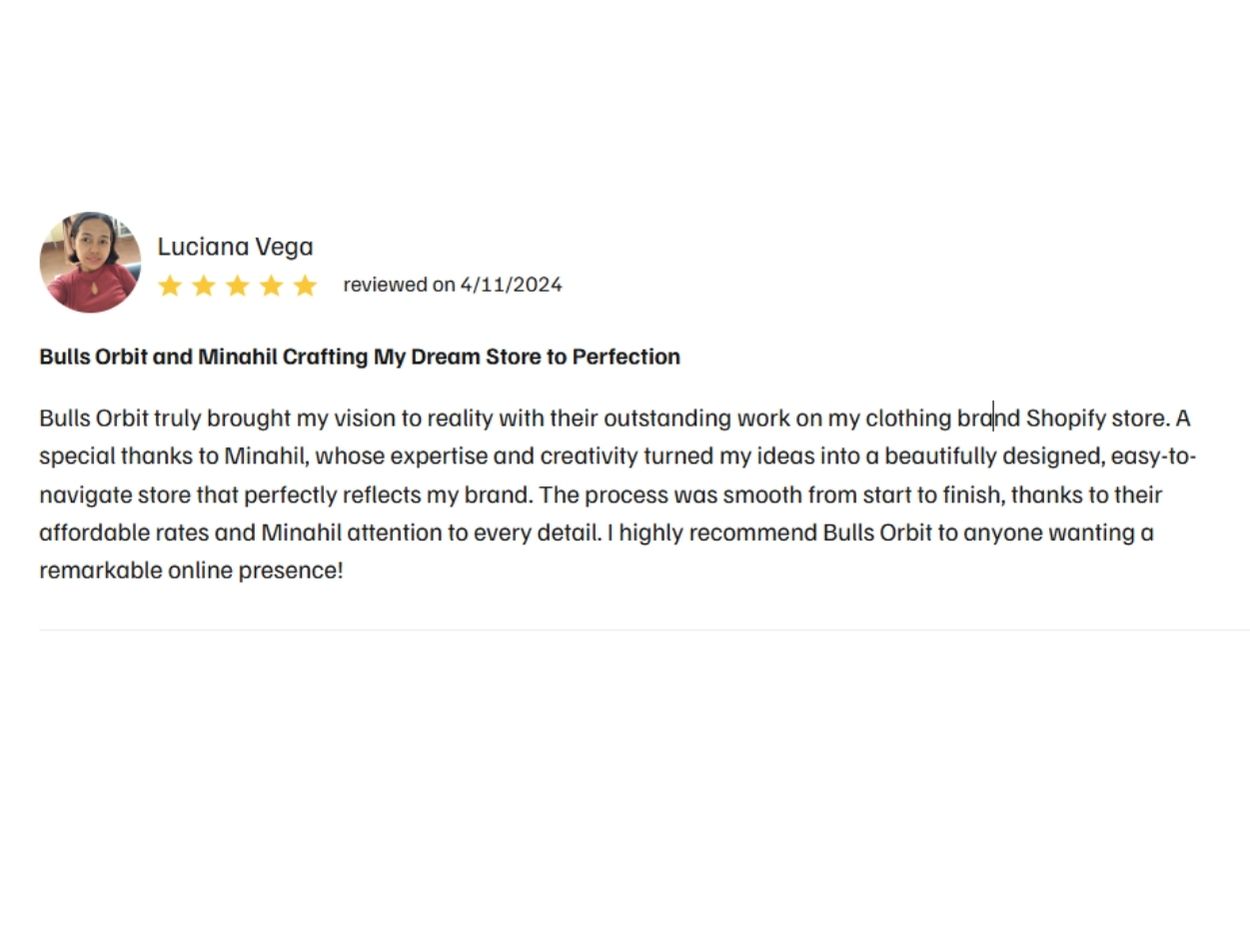 Luciana Vega
reviewed on 4/11/2024
Bulls Orbit and Minahil Crafting My Dream Store to Perfection
Bulls Orbit truly brought my vision to reality with their outstanding work on my clothing brand Shopify store. A
special thanks to Minahil, whose expertise and creativity turned my ideas into a beautifully designed, easy-to-
navigate store that perfectly reflects my brand. The process was smooth from start to finish, thanks to their
affordable rates and Minahil attention to every detail. I highly recommend Bulls Orbit to anyone wanting a
remarkable online presence!